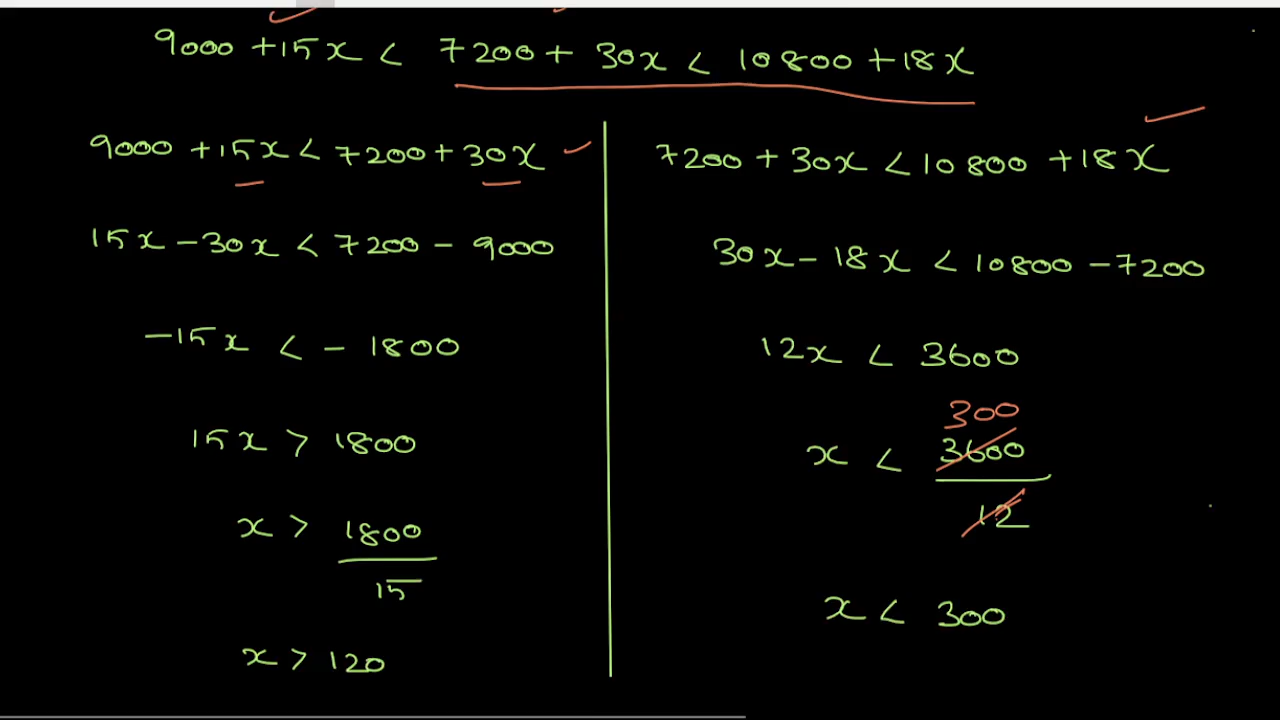 9000 + 15x < 7200 + 30x < 10800 + 18x
9000 + 15x < 7200 + 30x
15x - 30x < 7200 - 9000
-15x < - 1800
15x > 1800
x > 1800
15
x > 120
7200 + 30x < 10800 + 18x
30x - 18x < 10800 - 7200
12x < 3600
300
x < 3600
12
x < 300